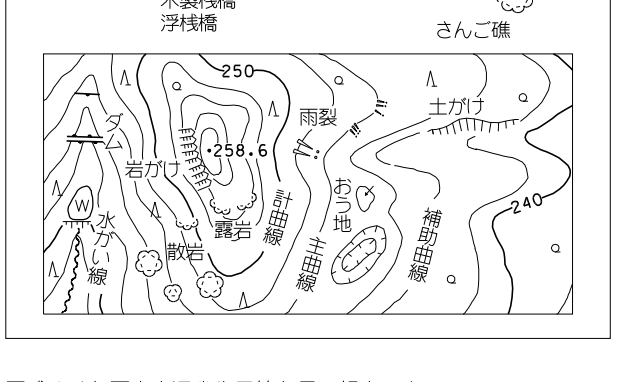 木製桟橋
浮桟橋
さんご礁
250
雨裂
土がけ
ダム
岩がけ
258.6
おう地
計曲線
240
W
水がい線
露岩
散岩
主曲線
補助曲線